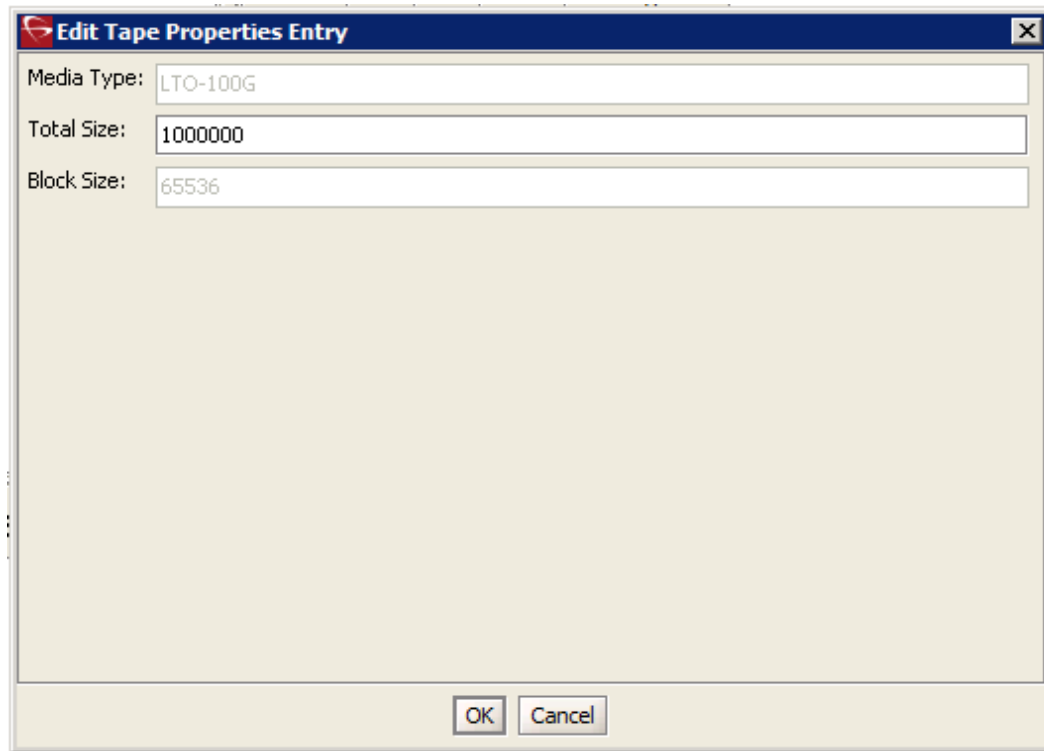 Edit Tape Properties Entry
Media Type: LTO-100G
Total Size: 1000000
Block Size: 65536
OK Cancel